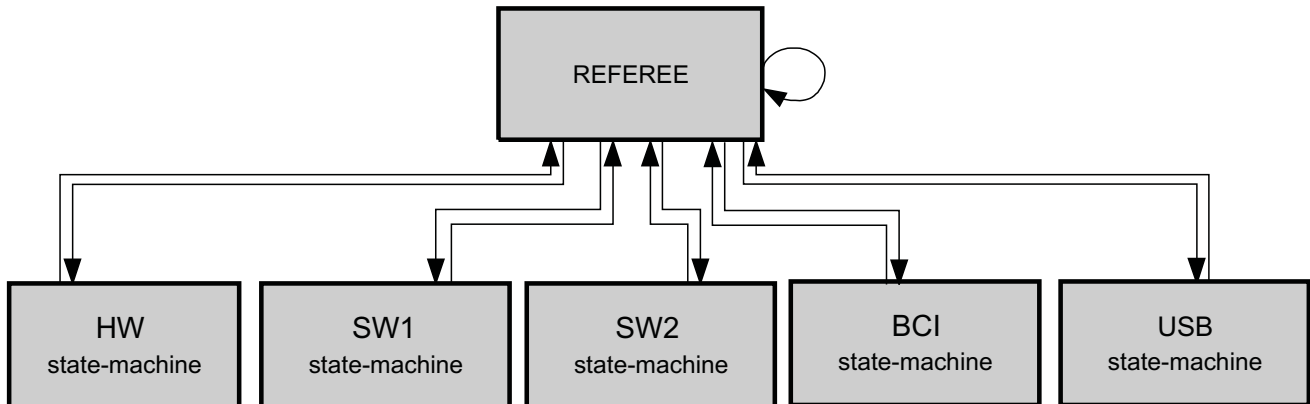 REFEREE
HW
state-machine
SW1
state-machine
SW2
state-machine
BCI
state-machine
USB
state-machine